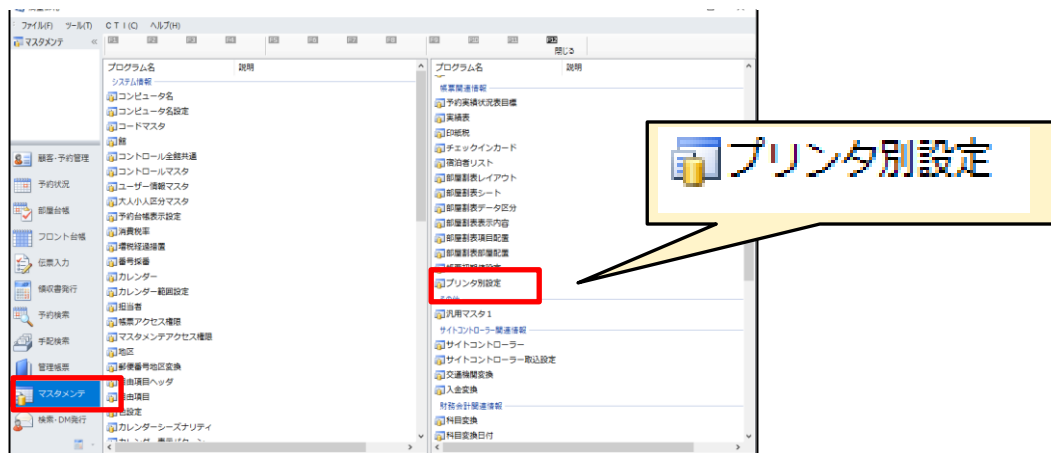 ファイル(F) ツール(T) ＣＴＩ(C) ヘルプ(H)
マスタメンテ «
閉じる
顧客・予約管理
予約状況
部屋台帳
フロント台帳
伝票入力
領収書発行
予約検索
手配検索
管理帳票
マスタメンテ
検索・DM発行
プログラム名 説明
システム情報
コンピュータ名
コンピュータ名設定
コードマスタ
館
コントロール全館共通
コントロールマスタ
ユーザー情報マスタ
大人小人区分マスタ
予約台帳表示設定
消費税率
増税経過措置
番号採番
カレンダー
カレンダー範囲設定
担当者
帳票アクセス権限
マスタメンテアクセス権限
地区
郵便番号地区変換
自由項目ヘッダ
自由項目
色設定
カレンダーシーズナリティ
プログラム名 説明
帳票関連情報
予約実績状況表目標
実績表
印紙税
チェックインカード
宿泊者リスト
部屋割表レイアウト
部屋割表シート
部屋割表データ区分
部屋割表表示内容
部屋割表項目配置
部屋割表部屋配置
プリンタ別設定
汎用マスタ１
サイトコントローラー関連情報
サイトコントローラー
サイトコントローラー取込設定
交通機関変換
入金変換
財務会計関連情報
科目変換
科目変換日付
プリンタ別設定